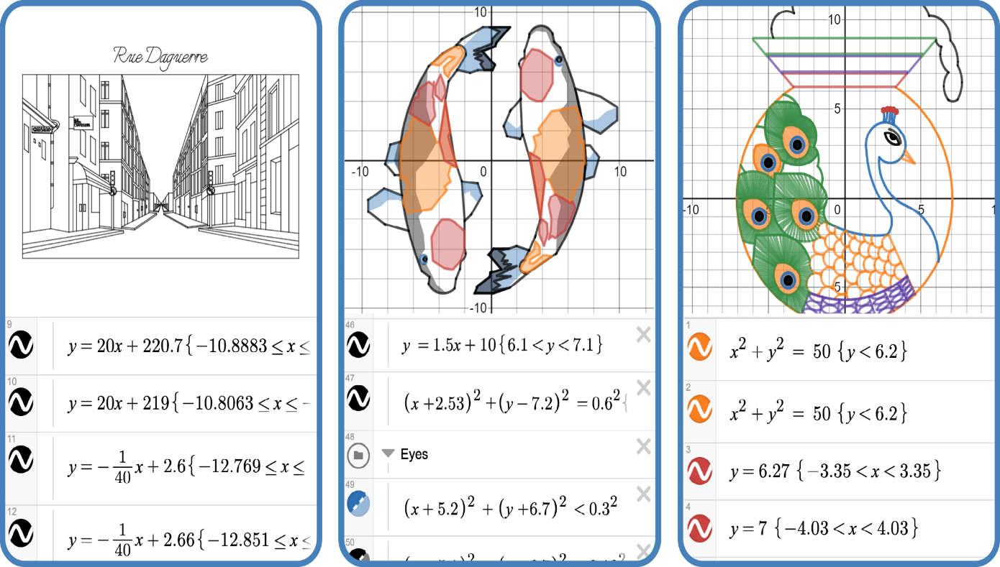 Rue Daguerre
9
y = 20x + 220.7{−10.8883 ≤ x ≤
10
y = 20x + 219{−10.8063 ≤ x ≤ −
11
y = −1/40x + 2.6{−12.769 ≤ x ≤
12
y = −1/40x + 2.66{−12.851 ≤ x ≤
10
-10
0
10
-10
46
y = 1.5x + 10{6.1 < y < 7.1}
47
(x + 2.53)² + (y − 7.2)² = 0.6²{
48
Eyes
49
(x + 5.2)² + (y + 6.7)² < 0.3²
50
10
5
-10
0
5
1
x² + y² = 50 {y < 6.2}
2
x² + y² = 50 {y < 6.2}
3
y = 6.27 {−3.35 < x < 3.35}
4
y = 7 {−4.03 < x < 4.03}